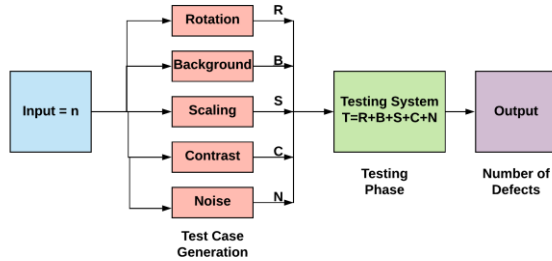 Rotation
R
Background
B
Input = n
Scaling
S
Testing System
T=R+B+S+C+N
Output
Contrast
C
Noise
N
Testing
Phase
Number of
Defects
Test Case
Generation